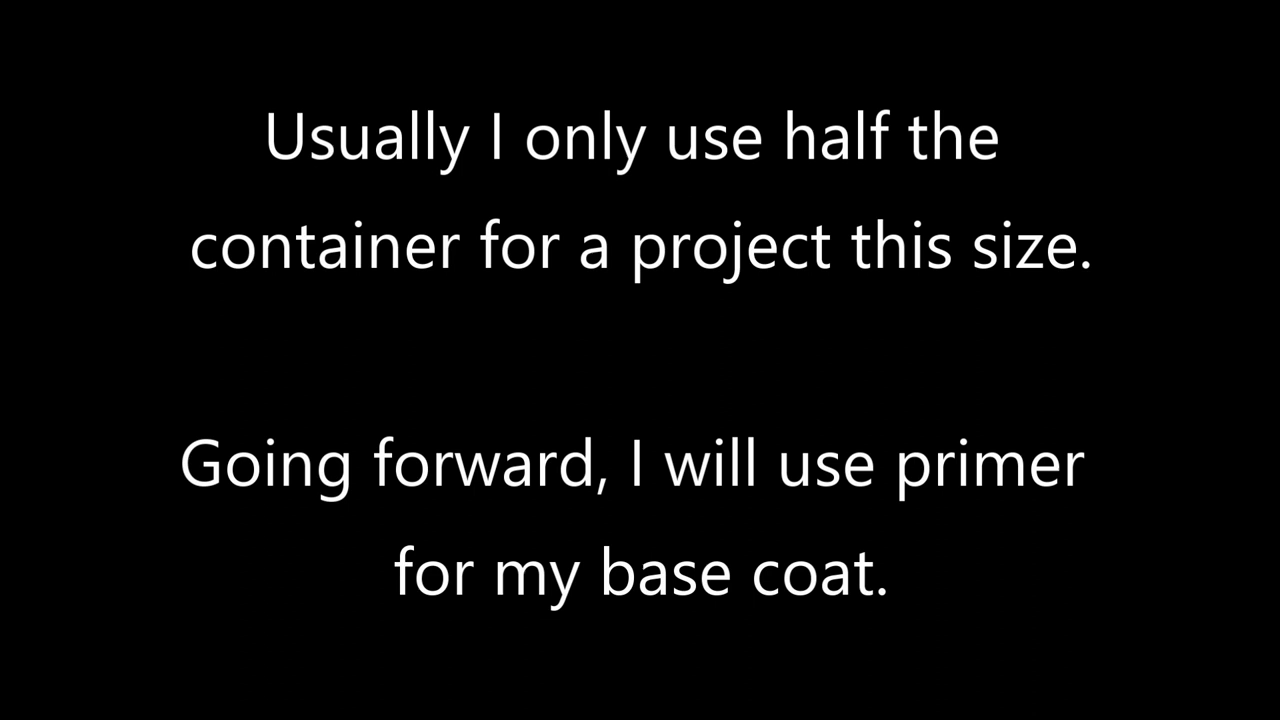 Usually I only use half the
container for a project this size.
Going forward, I will use primer
for my base coat.